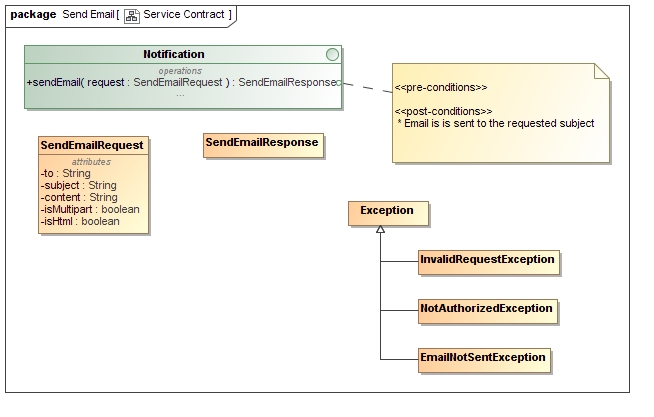 package Send Email[ Service Contract ]
Notification
operations
+sendEmail( request : SendEmailRequest ) : SendEmailResponse
...
<<pre-conditions>>
<<post-conditions>>
* Email is is sent to the requested subject
SendEmailRequest
attributes
-to : String
-subject : String
-content : String
-isMultipart : boolean
-isHtml : boolean
SendEmailResponse
Exception
InvalidRequestException
NotAuthorizedException
EmailNotSentException